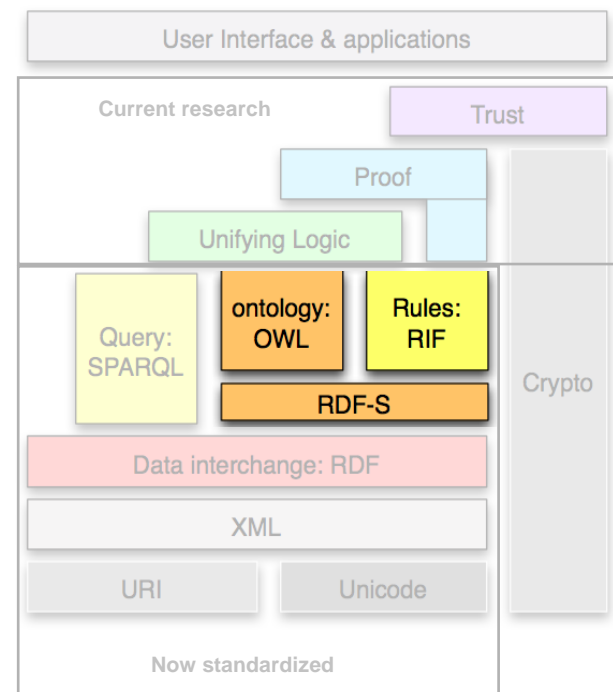 User Interface & applications
Current research
Trust
Proof
Unifying Logic
Query:
SPARQL
ontology:
OWL
Rules:
RIF
Crypto
RDF-S
Data interchange: RDF
XML
URI
Unicode
Now standardized